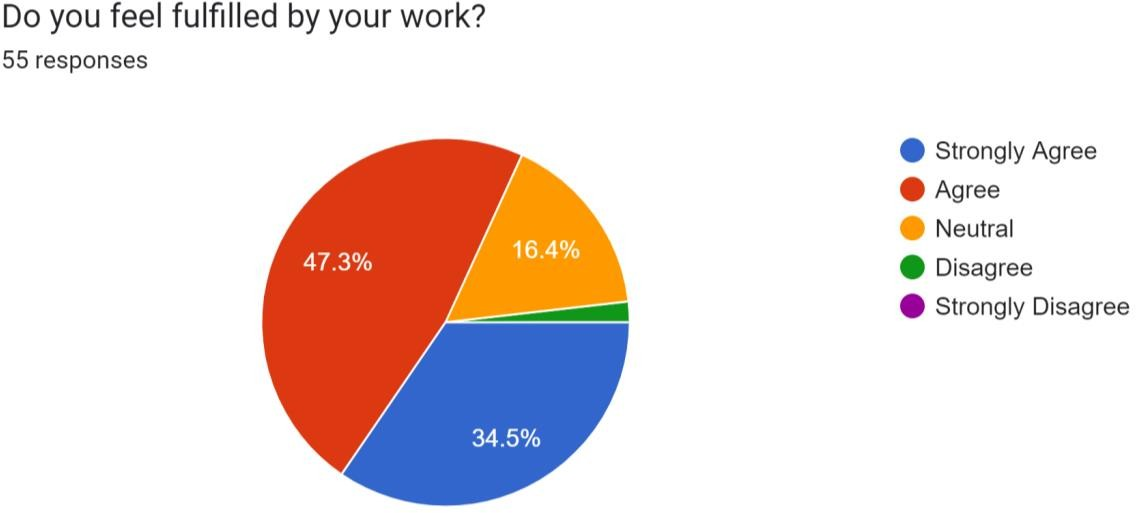 Do you feel fulfilled by your work?
55 responses
47.3%
16.4%
34.5%
Strongly Agree
Agree
Neutral
Disagree
Strongly Disagree